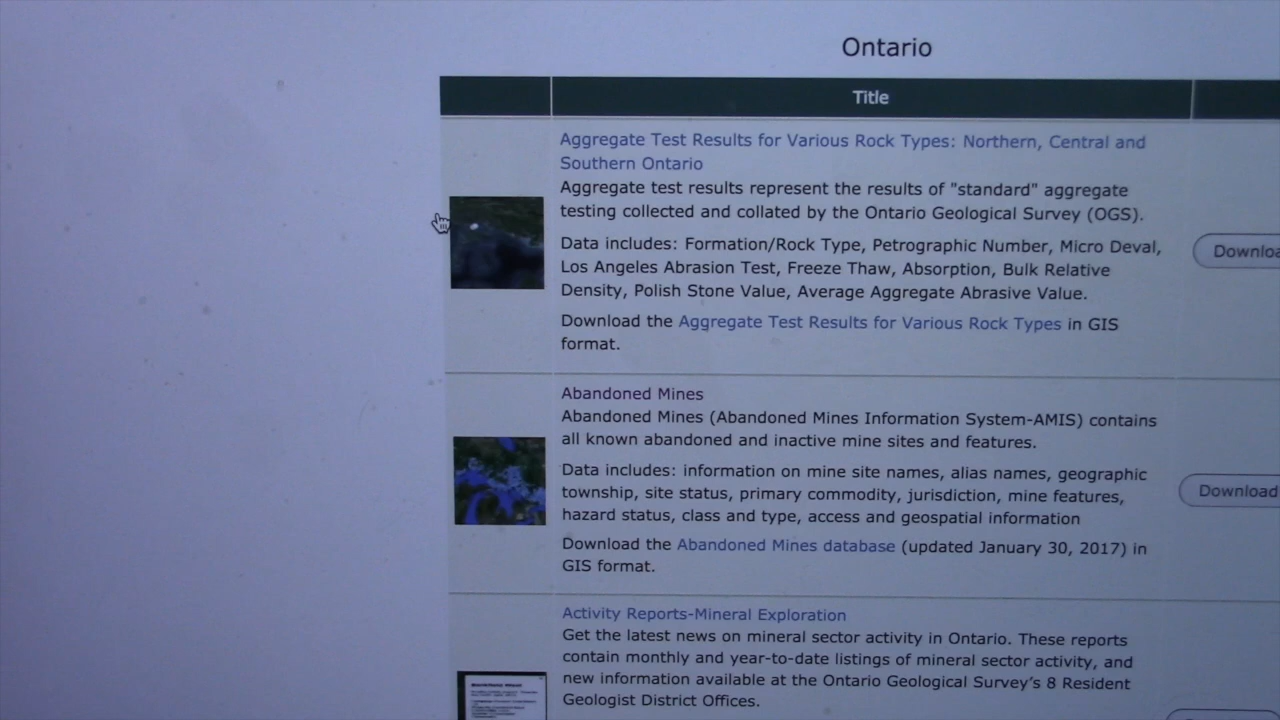 Ontario
Title
Aggregate Test Results for Various Rock Types: Northern, Central and
Southern Ontario
Aggregate test results represent the results of "standard" aggregate
testing collected and collated by the Ontario Geological Survey (OGS).
Data includes: Formation/Rock Type, Petrographic Number, Micro Deval,
Los Angeles Abrasion Test, Freeze Thaw, Absorption, Bulk Relative
Density, Polish Stone Value, Average Aggregate Abrasive Value.
Download the Aggregate Test Results for Various Rock Types in GIS
format.
Downloa
Abandoned Mines
Abandoned Mines (Abandoned Mines Information System-AMIS) contains
all known abandoned and inactive mine sites and features.
Data includes: information on mine site names, alias names, geographic
township, site status, primary commodity, jurisdiction, mine features,
hazard status, class and type, access and geospatial information
Download the Abandoned Mines database (updated January 30, 2017) in
GIS format.
Download
Activity Reports-Mineral Exploration
Get the latest news on mineral sector activity in Ontario. These reports
contain monthly and year-to-date listings of mineral sector activity, and
new information available at the Ontario Geological Survey's 8 Resident
Geologist District Offices.